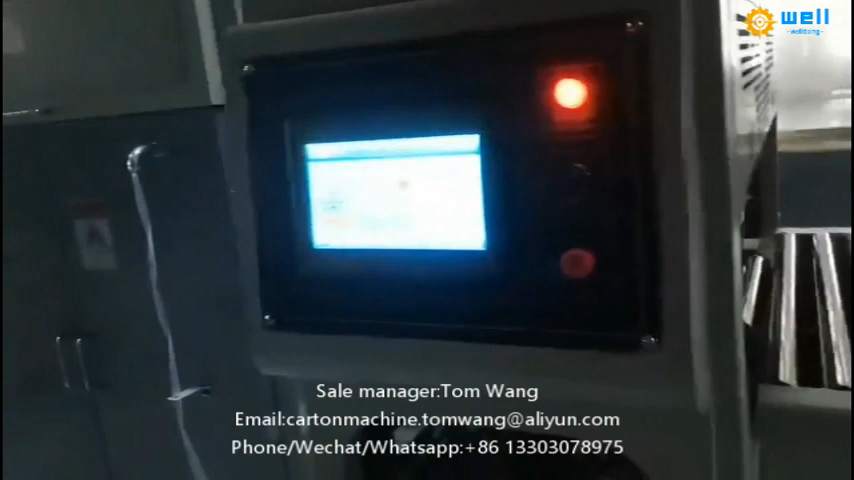 well
Sale manager:Tom Wang
Email:cartonmachine.tomwang@aliyun.com
Phone/Wechat/Whatsapp:+86 13303078975